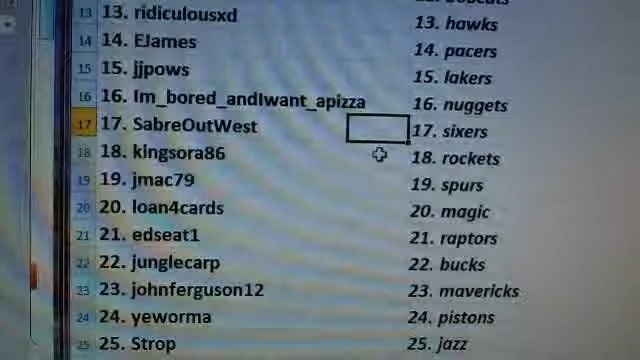 bobcats
13 13. ridiculousxd 13. hawks
14 14. EJames 14. pacers
15 15. jjpows 15. lakers
16 16. Im_bored_andIwant_apizza 16. nuggets
17 17. SabreOutWest 17. sixers
18 18. kingsora86 18. rockets
19 19. jmac79 19. spurs
20 20. loan4cards 20. magic
21 21. edseat1 21. raptors
22 22. junglecarp 22. bucks
23 23. johnferguson12 23. mavericks
24 24. yeworma 24. pistons
25 25. Strop 25. jazz